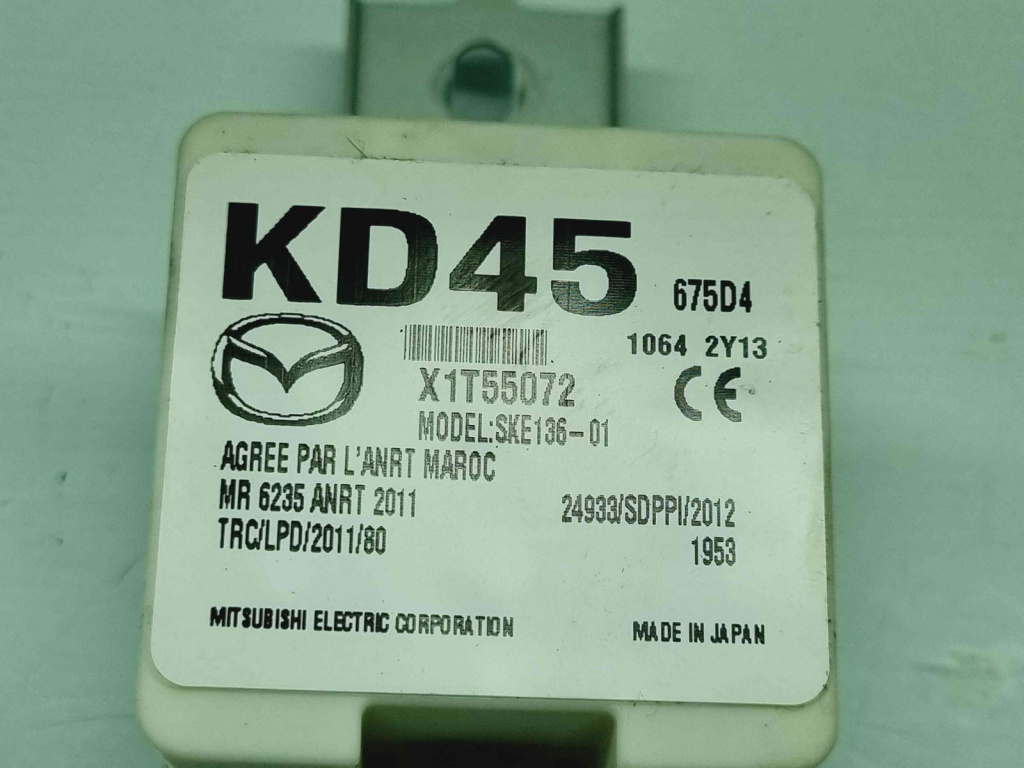 KD45 675D4
1064 2Y13
X1T55072
MODEL:SKE136-01
CE
AGREE PAR L'ANRT MAROC
MR 6235 ANRT 2011
24933/SDPPI/2012
TRC/LPD/2011/80
1953
MITSUBISHI ELECTRIC CORPORATION
MADE IN JAPAN